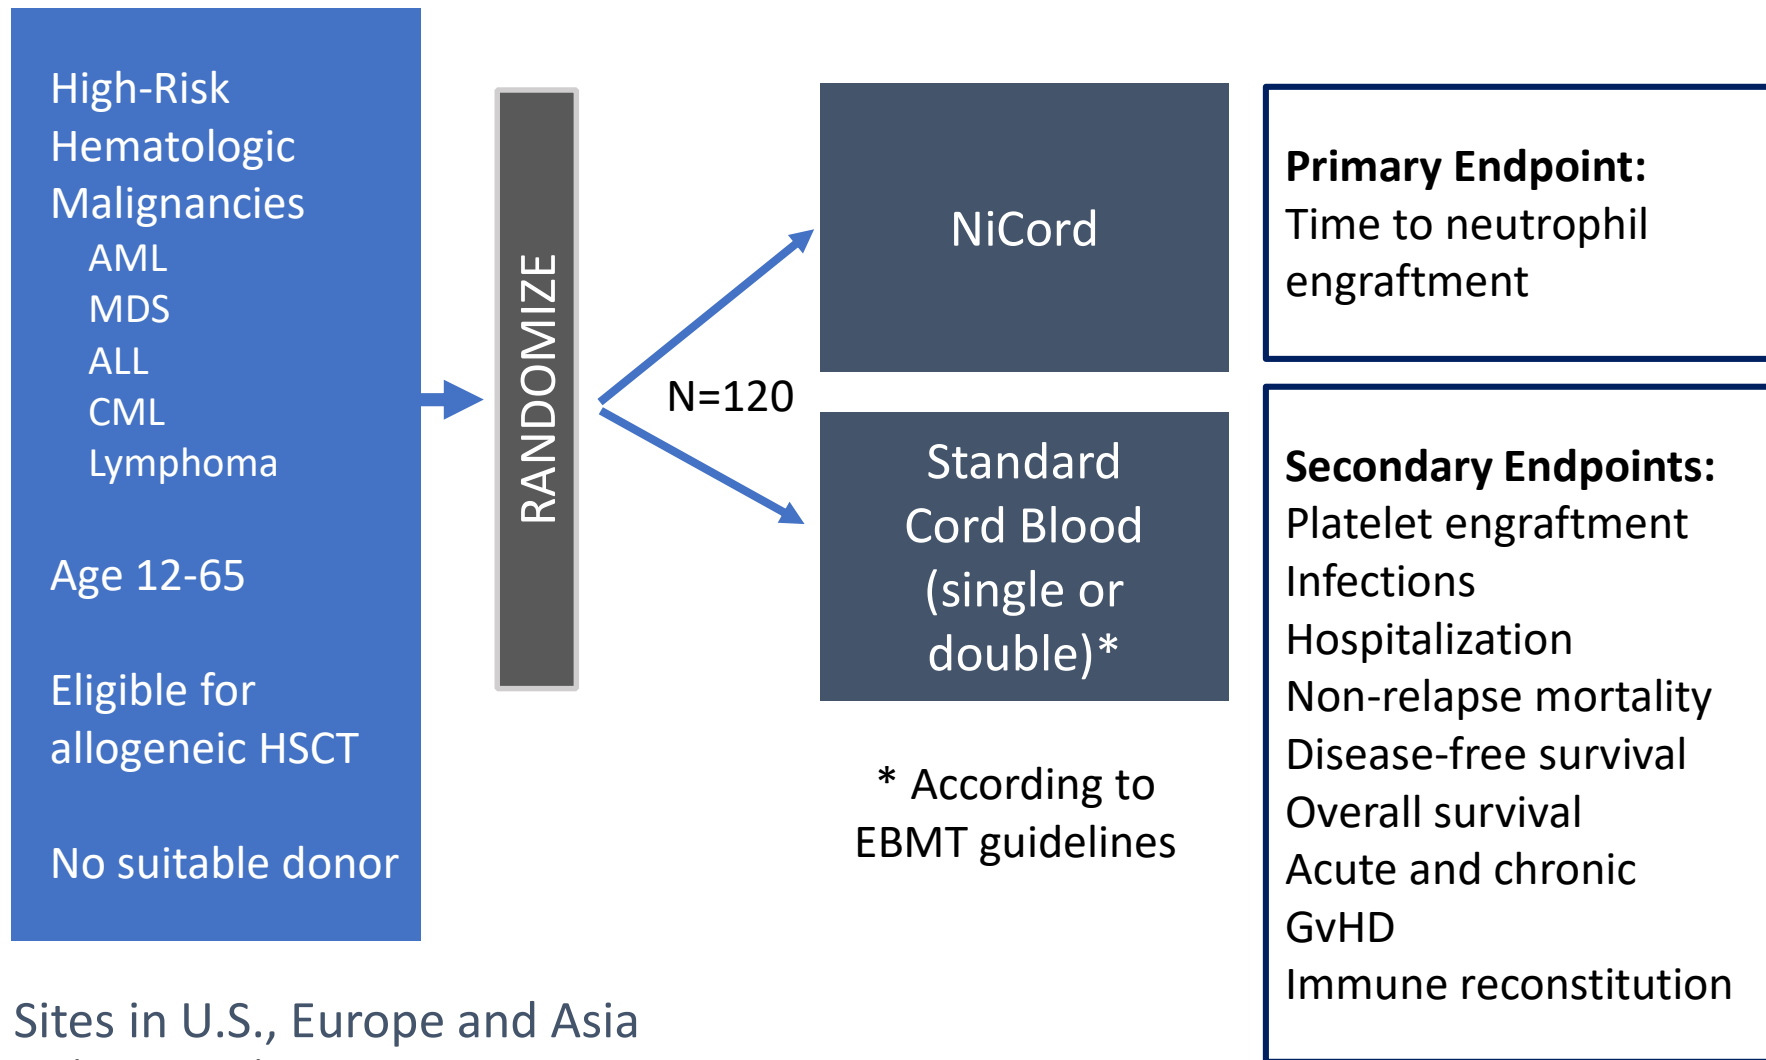 High-Risk
Hematologic
Malignancies
AML
MDS
ALL
CML
Lymphoma
Age 12-65
Eligible for
allogeneic HSCT
No suitable donor
RANDOMIZE
N=120
NiCord
Standard
Cord Blood
(single or
double)*
* According to
EBMT guidelines
Primary Endpoint:
Time to neutrophil
engraftment
Secondary Endpoints:
Platelet engraftment
Infections
Hospitalization
Non-relapse mortality
Disease-free survival
Overall survival
Acute and chronic
GvHD
Immune reconstitution
Sites in U.S., Europe and Asia